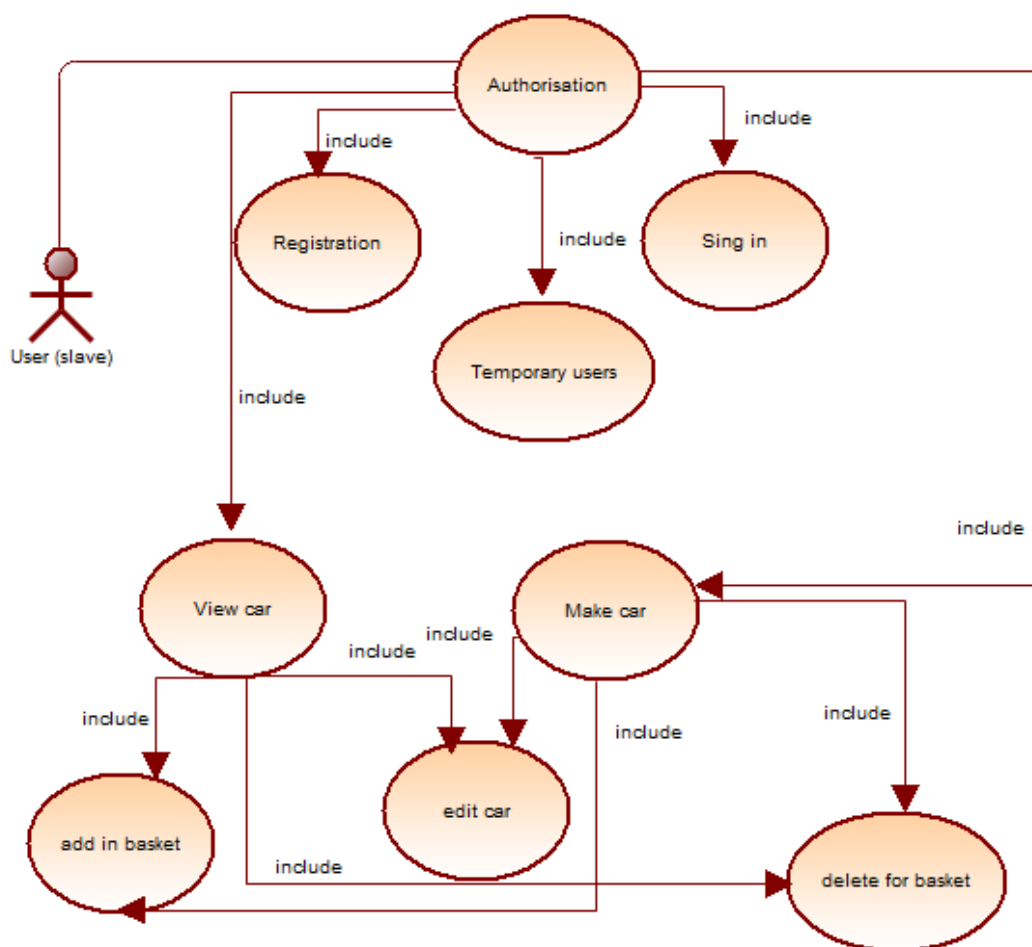 Authorisation
include
include
Registration
include
Sing in
User (slave)
Temporary users
include
include
View car
Make car
include
include
include
include
include
add in basket
edit car
include
delete for basket